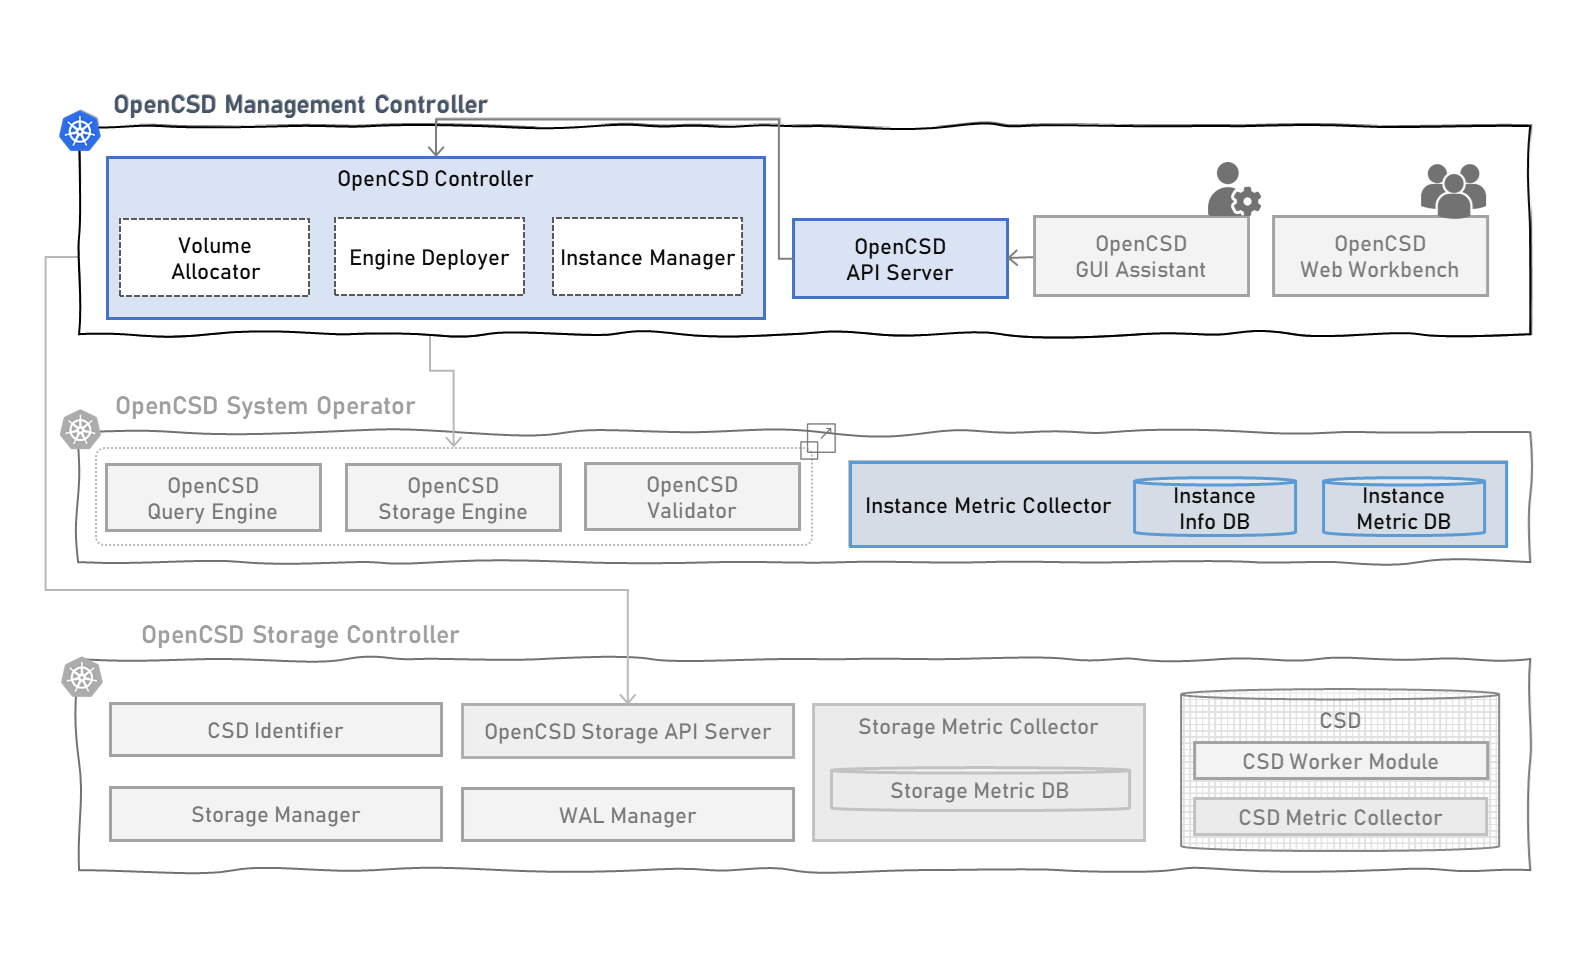 OpenCSD Management Controller
OpenCSD Controller
Volume
Allocator
Engine Deployer
Instance Manager
OpenCSD
API Server
OpenCSD
GUI Assistant
OpenCSD
Web Workbench
OpenCSD System Operator
OpenCSD
Query Engine
OpenCSD
Storage Engine
OpenCSD
Validator
Instance Metric Collector
Instance
Info DB
Instance
Metric DB
OpenCSD Storage Controller
CSD Identifier
OpenCSD Storage API Server
Storage Manager
WAL Manager
Storage Metric Collector
Storage Metric DB
CSD
CSD Worker Module
CSD Metric Collector